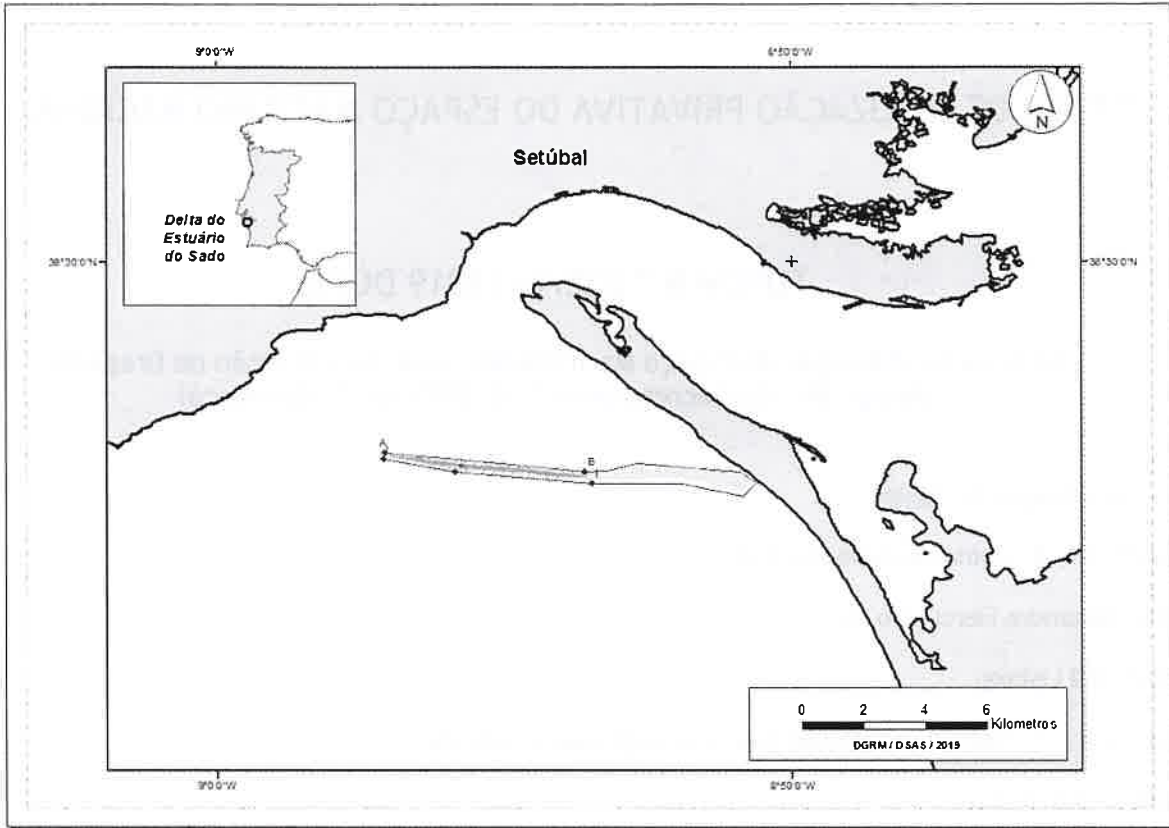 9°0'0"W
8°50'0"W
N
Setúbal
Delta do
Estuário
do Sado
38°30'0"N
38°30'0"N
A
B
0 2 4 6
Kilometros
DGRM / DSAS / 2019
9°0'0"W
8°50'0"W